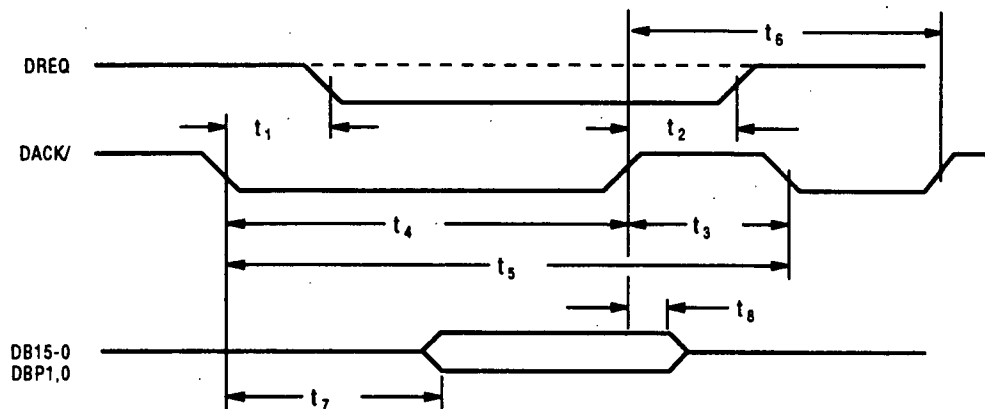 t₆
DREQ
t₁
t₂
DACK/
t₄
t₃
t₅
t₈
DB15-0
DBP1,0
t₇